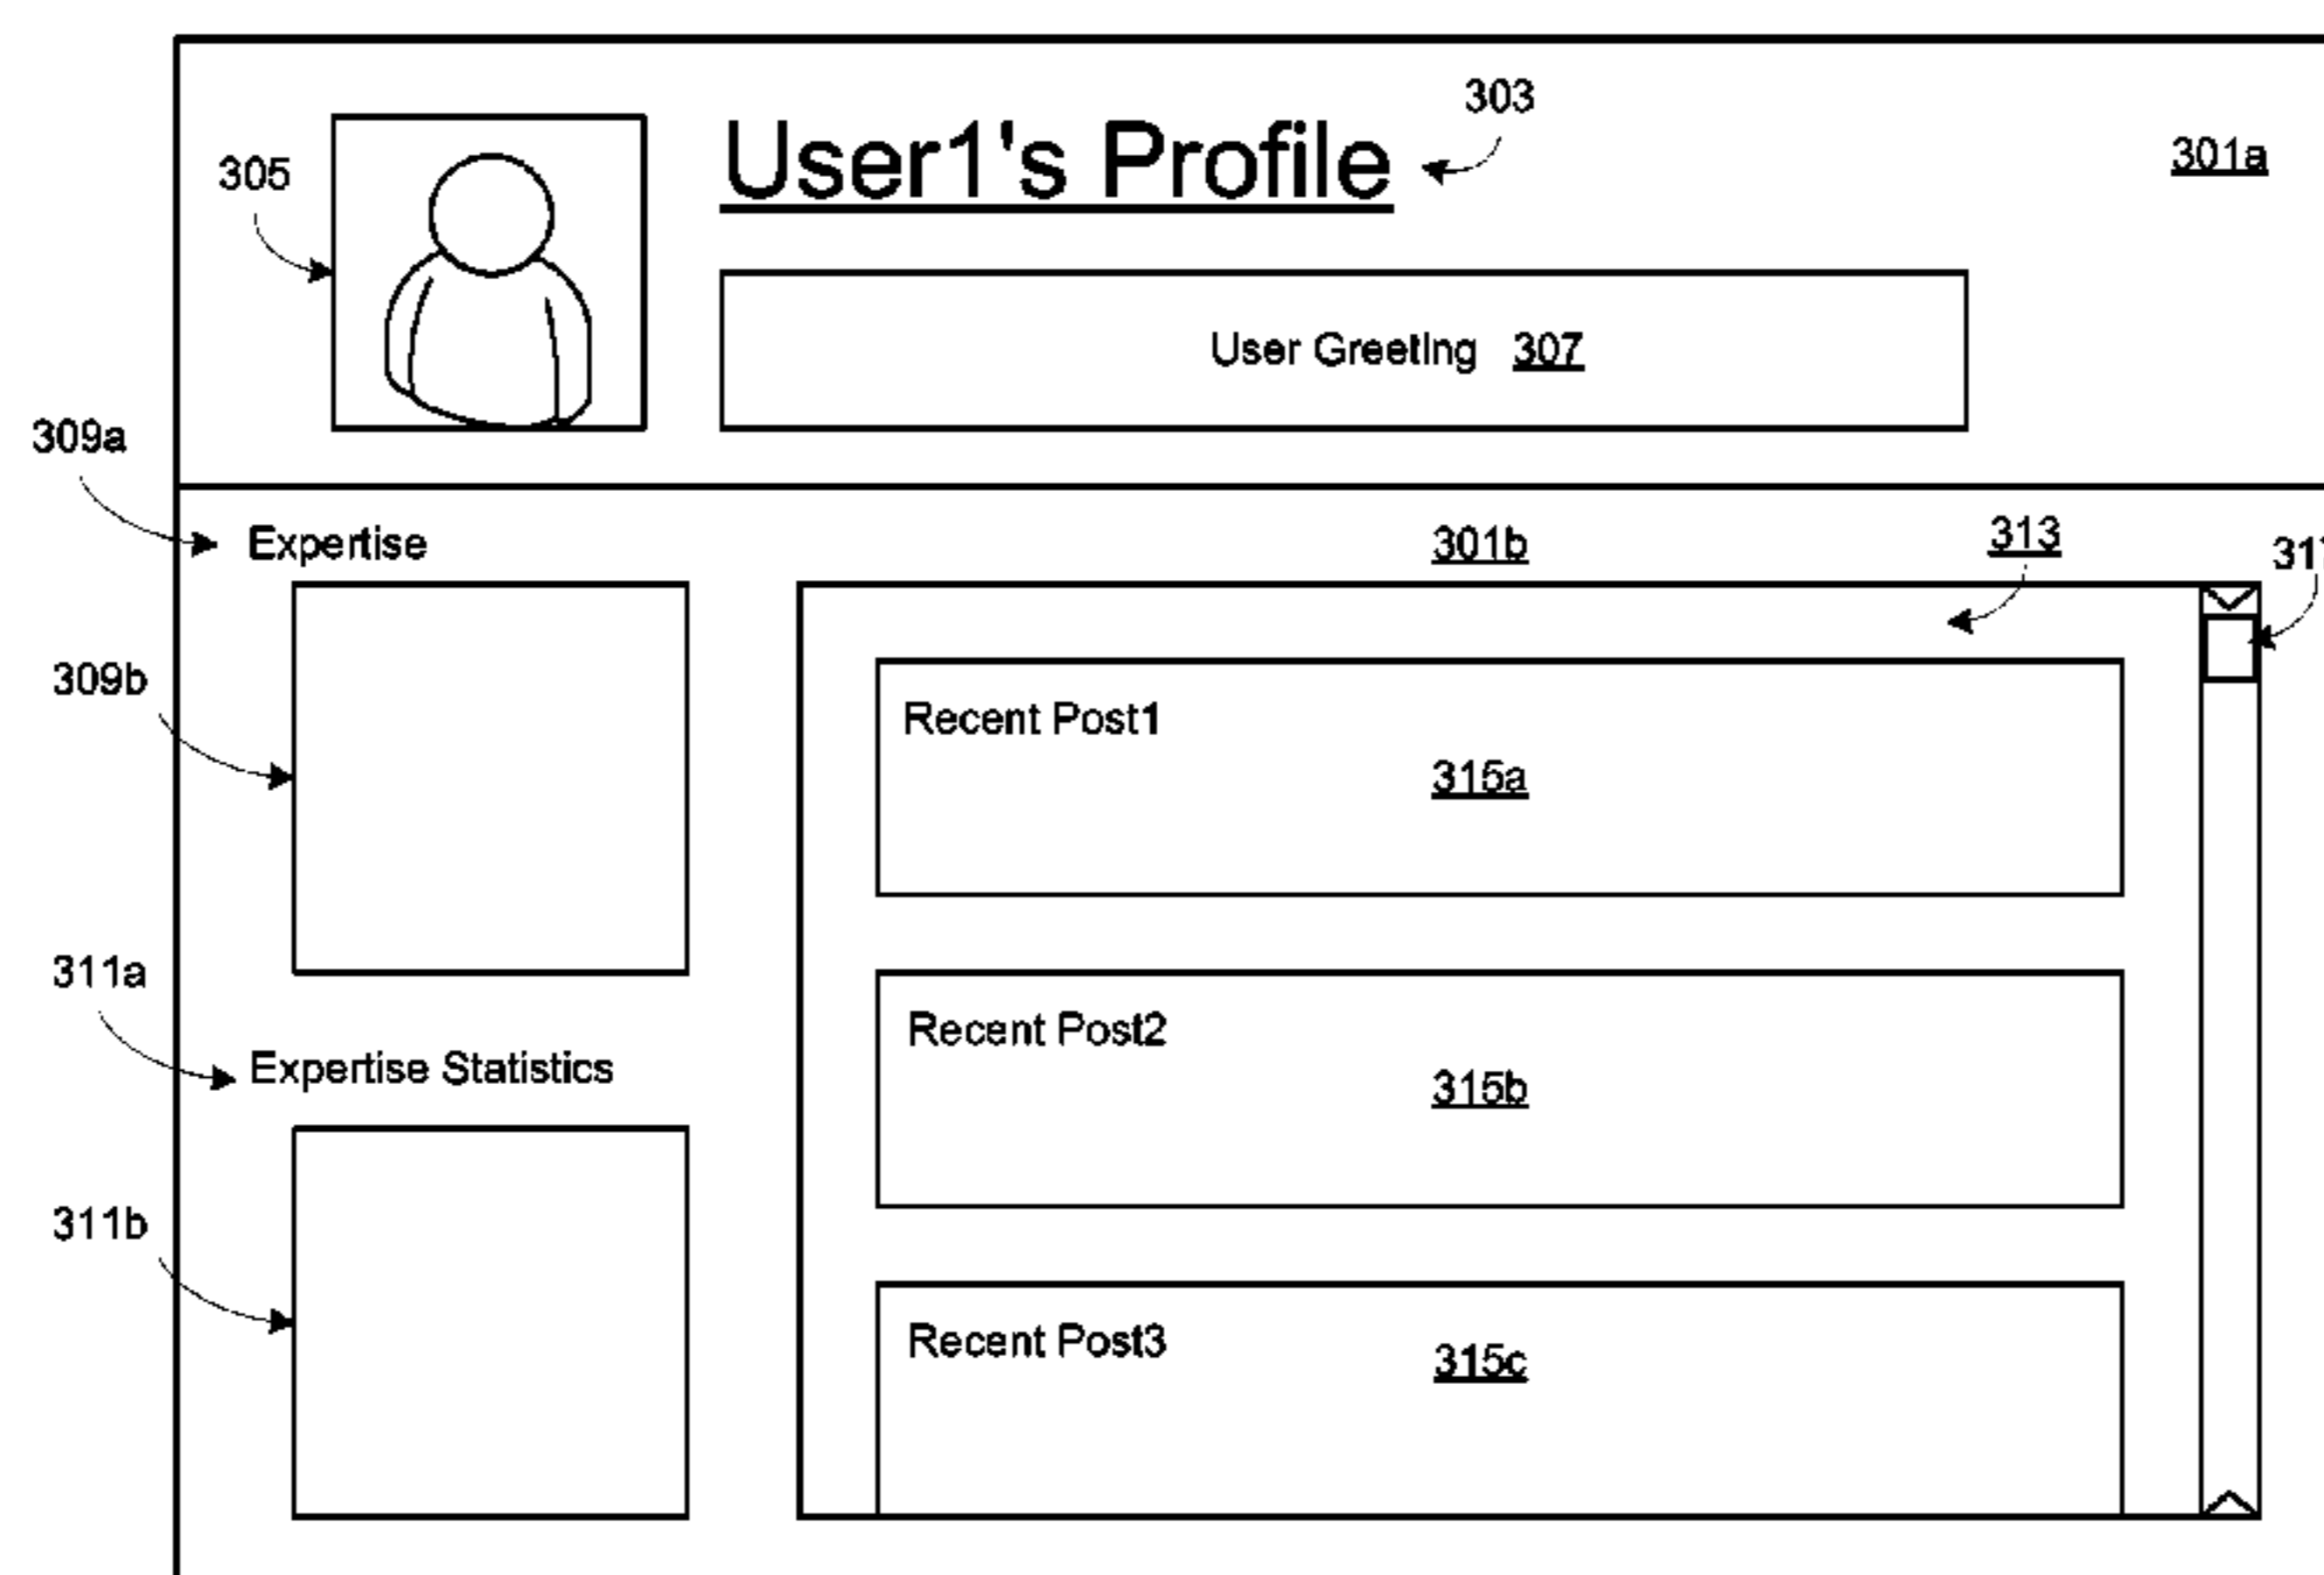 303
User1's Profile
301a
305
User Greeting 307
309a
Expertise
301b
313
309b
Recent Post1
315a
311a
Recent Post2
Expertise Statistics
315b
311b
Recent Post3
315c